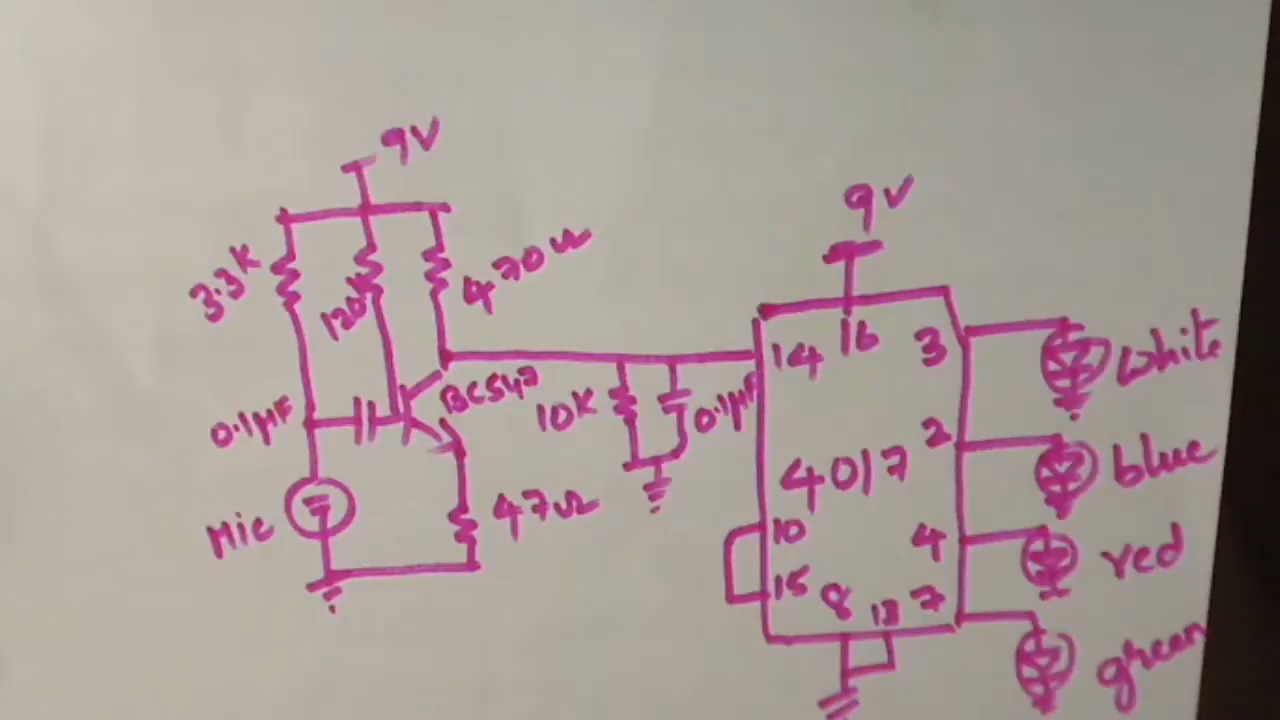 9V
3.3K
120K
470Ω
0.1μF
BC547
10K
0.1μF
Mic
47Ω
9V
14
16
3
white
2
blue
4017
10
4
red
15
8
13
7
green